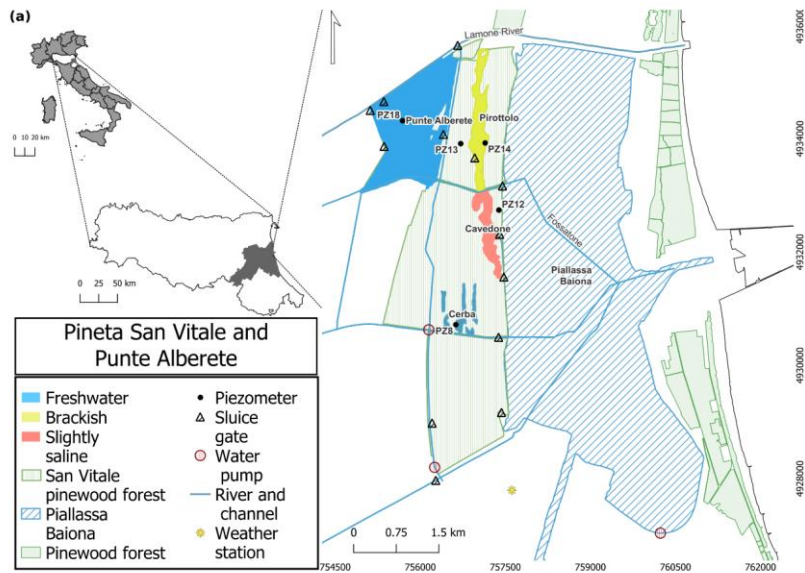 (a)
0 10 20 km
0 25 50 km
Pineta San Vitale and
Punte Alberete
Freshwater
Brackish
Slightly
saline
San Vitale
pinewood forest
Piallassa
Baiona
Pinewood forest
Piezometer
Sluice
gate
Water
pump
River and
channel
Weather
station
Lamone River
PZ18
Punte Alberete
Pirottolo
PZ13
PZ14
PZ12
Cavedone
Fossatone
Piallassa
Baiona
Cerba
PZ8
0 0.75 1.5 km
754500 756000 757500 759000 760500 762000
4936000
4934000
4932000
4930000
4928000